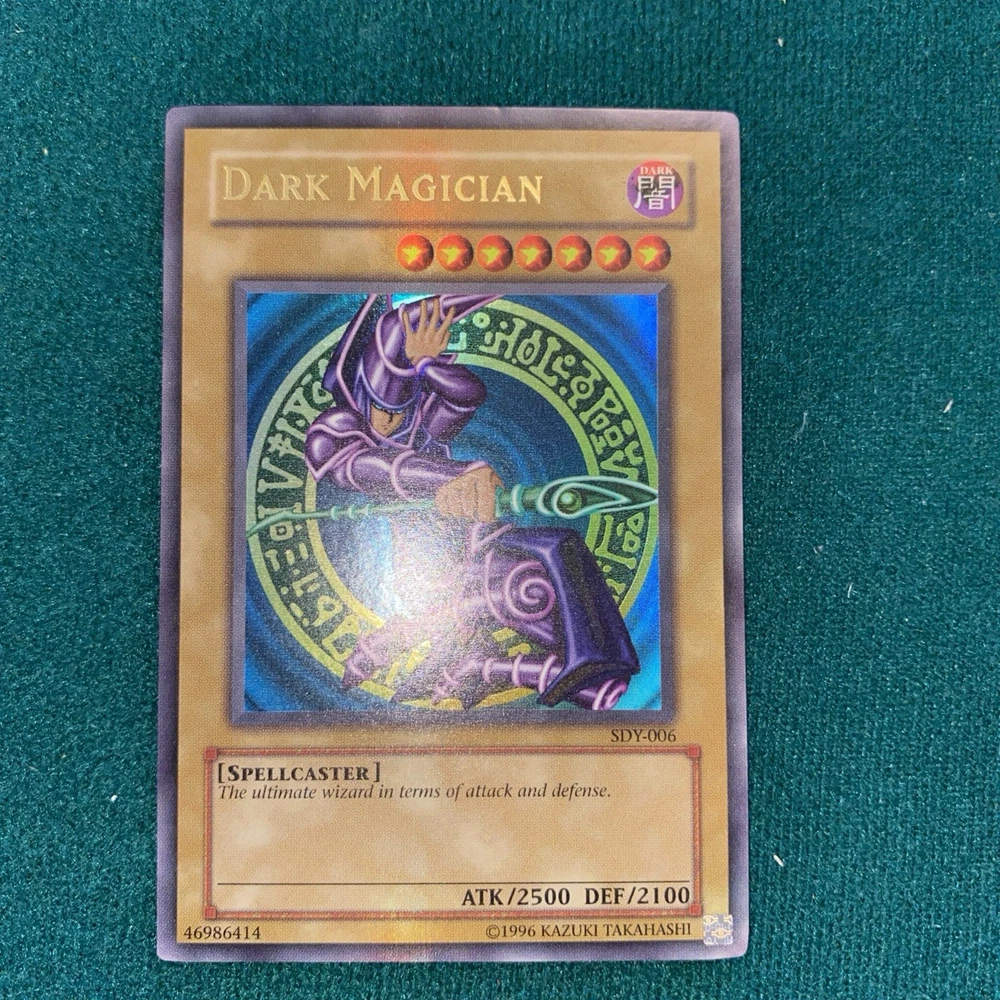 DARK MAGICIAN
DARK
闇
SDY-006
[SPELLCASTER]
The ultimate wizard in terms of attack and defense.
ATK/2500 DEF/2100
46986414
©1996 KAZUKI TAKAHASHI